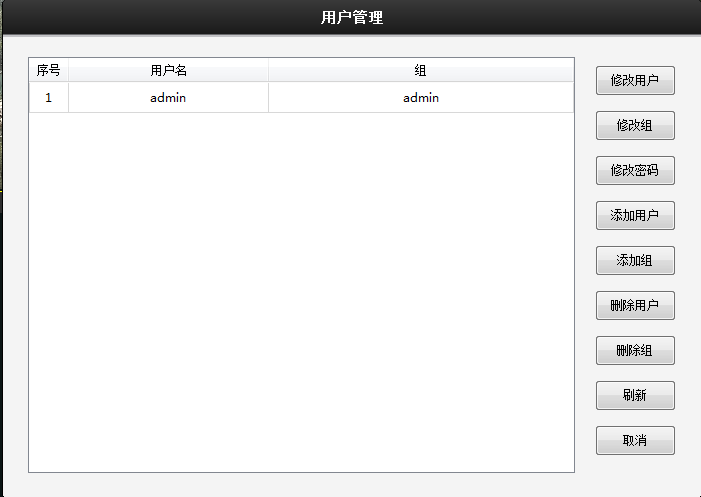 用户管理
序号 用户名 组
1 admin admin
修改用户
修改组
修改密码
添加用户
添加组
删除用户
删除组
刷新
取消